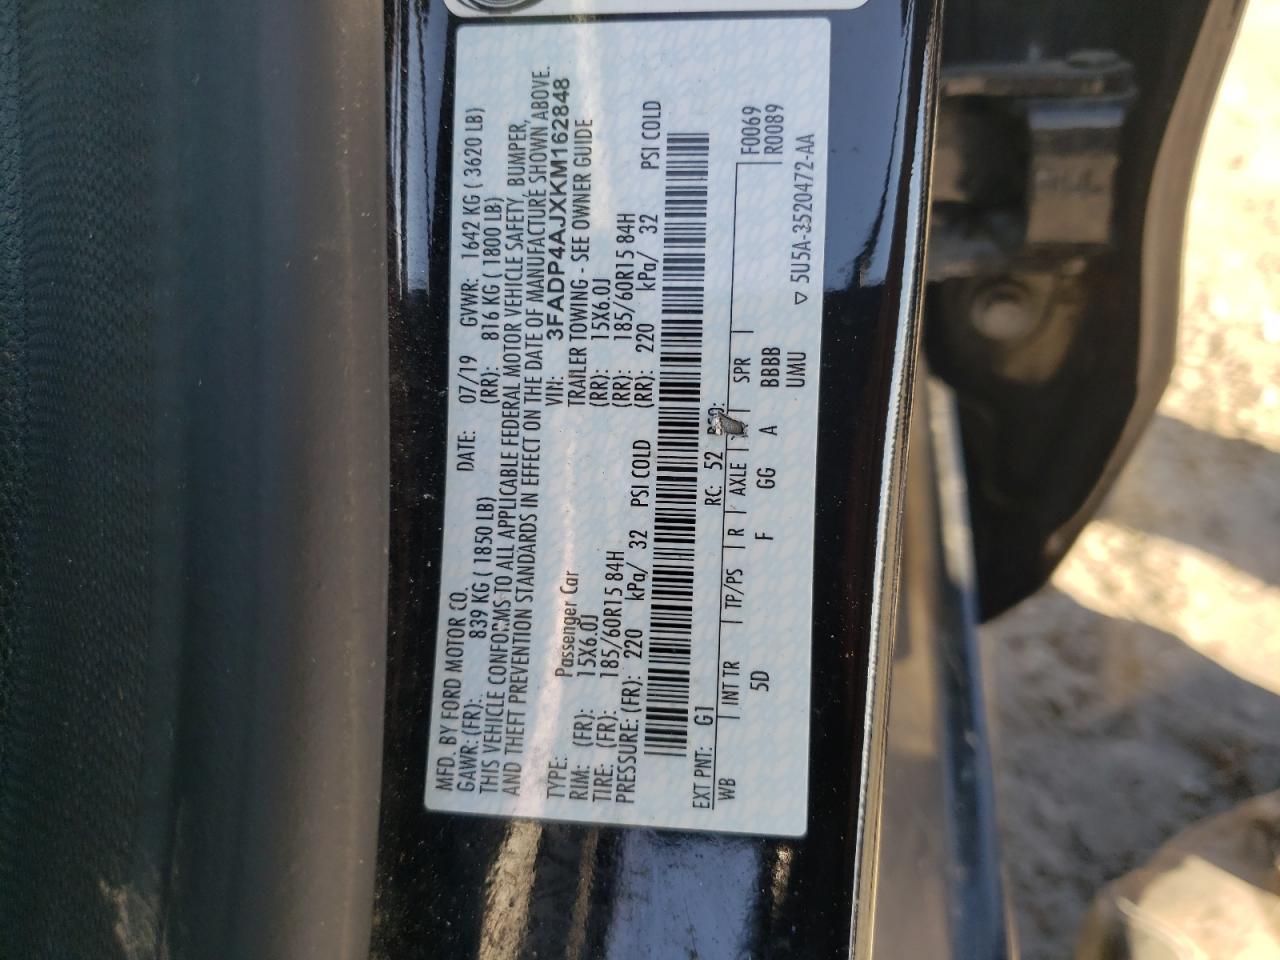 MFD. BY FORD MOTOR CO.
DATE: 07/19 GVWR: 1642 KG ( 3620 LB)
GAWR: (FR): 839 KG ( 1850 LB) (RR): 816 KG ( 1800 LB)
THIS VEHICLE CONFORMS TO ALL APPLICABLE FEDERAL MOTOR VEHICLE SAFETY, BUMPER,
AND THEFT PREVENTION STANDARDS IN EFFECT ON THE DATE OF MANUFACTURE SHOWN ABOVE.
VIN: 3FADP4AJXKM162848
TYPE: Passenger Car TRAILER TOWING - SEE OWNER GUIDE
RIM: (FR): 15X6.0J (RR): 15X6.0J
TIRE: (FR): 185/60R15 84H (RR): 185/60R15 84H
PRESSURE: (FR): 220 kPa/ 32 PSI COLD (RR): 220 kPa/ 32 PSI COLD
EXT PNT: G1 RC: 52
WB INT TR TP/PS R AXLE SPR F0069
R0089
5D F GG A BBBB
UMU
▽ 5U5A-3520472-AA